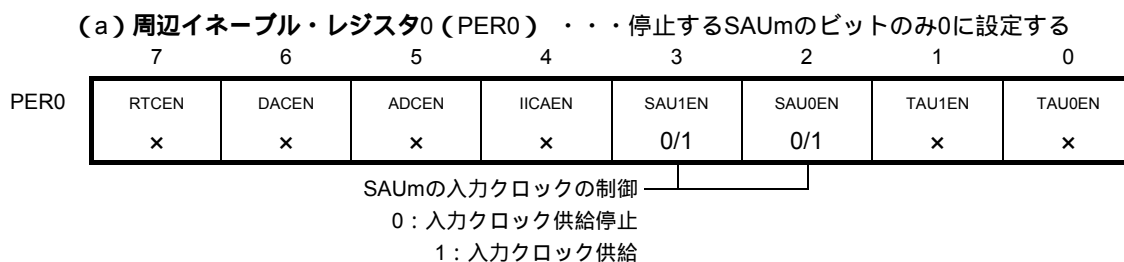 (a)周辺イネーブル・レジスタ0(PER0) ・・・停止するSAUmのビットのみ0に設定する
7 6 5 4 3 2 1 0
PER0 RTCEN DACEN ADCEN IICAEN SAU1EN SAU0EN TAU1EN TAU0EN
× × × × 0/1 0/1 × ×
SAUmの入力クロックの制御
0:入力クロック供給停止
1:入力クロック供給